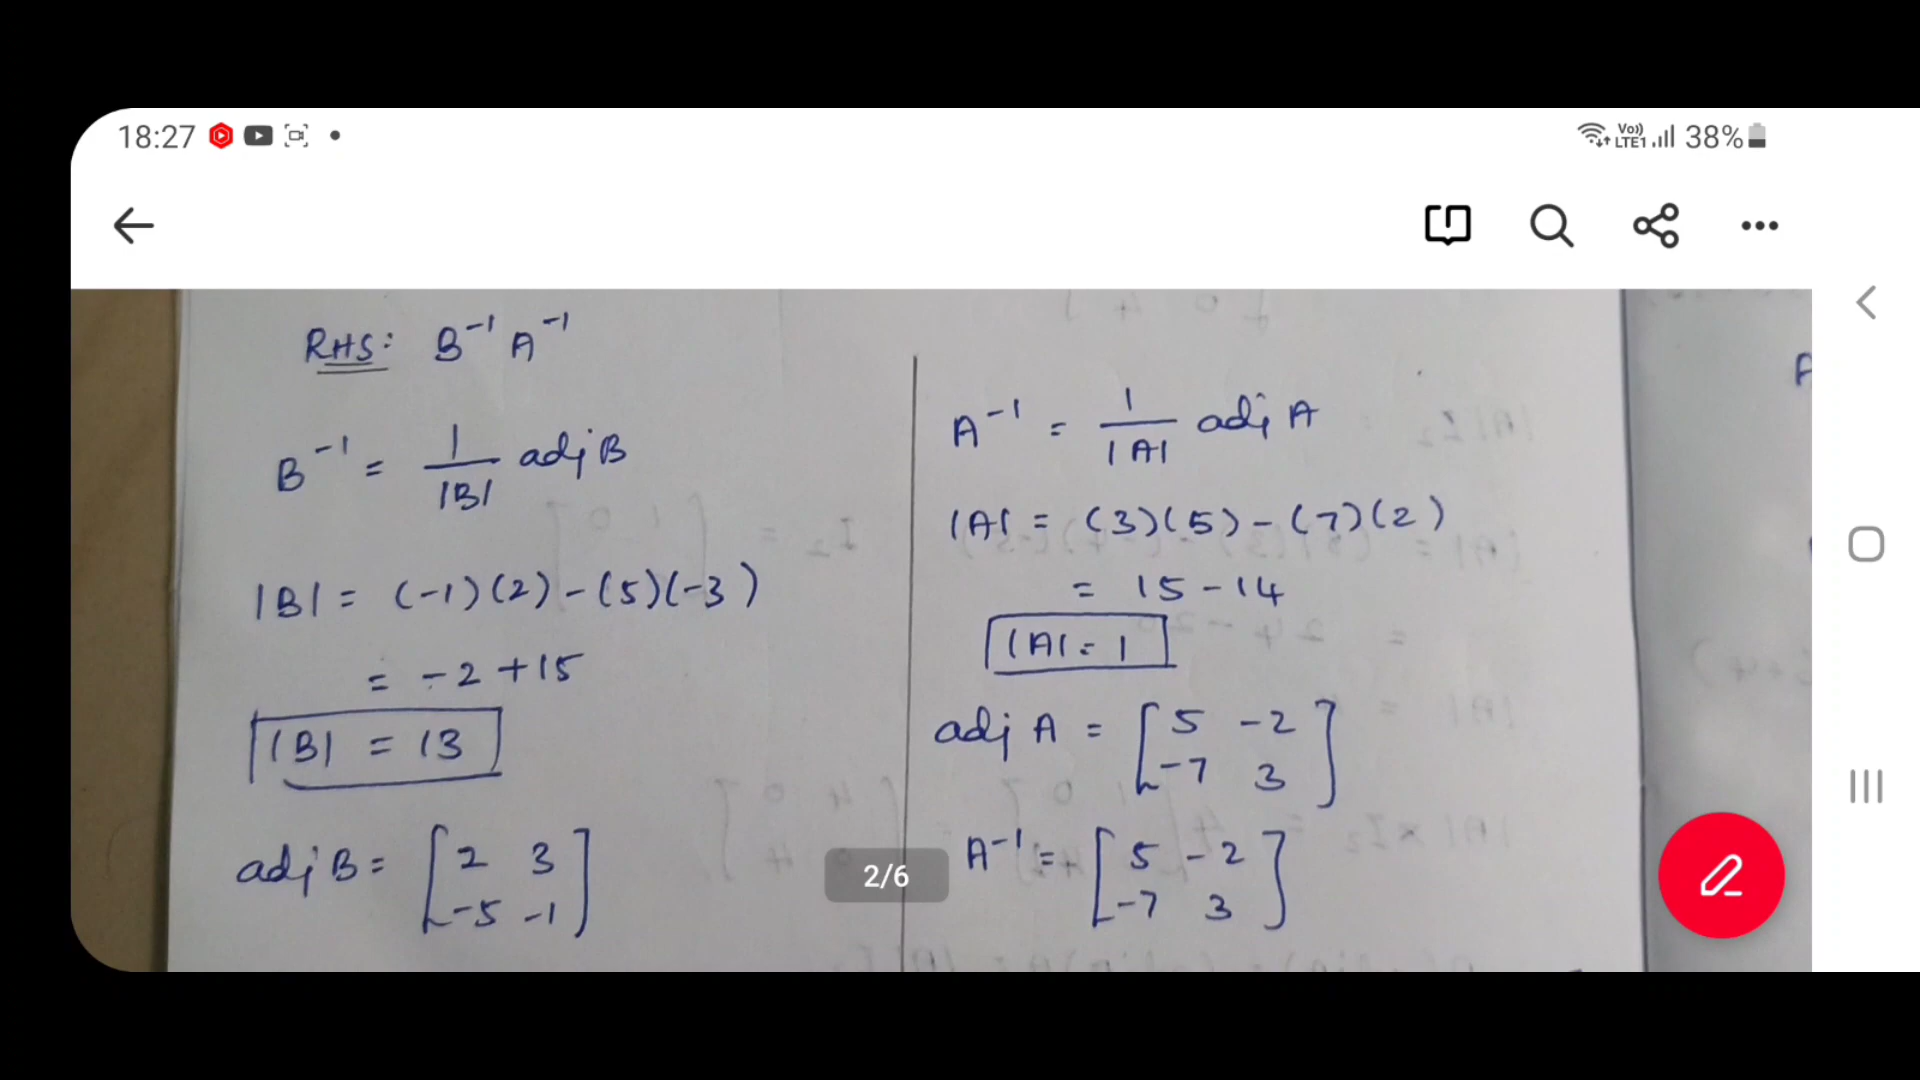 18:27
Vo)) LTE1 38%
RHS: B⁻¹ A⁻¹
B⁻¹ = 1/|B| adj B
|B| = (-1)(2) - (5)(-3)
= -2 + 15
|B| = 13
adj B = [2 3
-5 -1]
A⁻¹ = 1/|A| adj A
|A| = (3)(5) - (7)(2)
= 15 - 14
|A| = 1
adj A = [5 -2
-7 3]
A⁻¹ = [5 -2
-7 3]
2/6